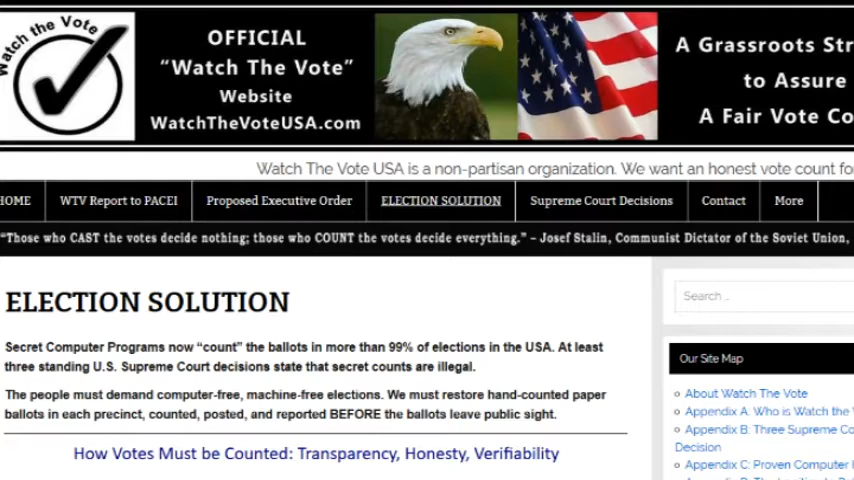 Watch the Vote
OFFICIAL
“Watch The Vote”
Website
WatchTheVoteUSA.com
A Grassroots
to Assure
A Fair Vote
Watch The Vote USA is a non-partisan organization. We want an honest vote count
HOME
WTV Report to PACEI
Proposed Executive Order
ELECTION SOLUTION
Supreme Court Decisions
Contact
More
“Those who CAST the votes decide nothing; those who COUNT the votes decide everything.” – Josef Stalin, Communist Dictator of the Soviet Union,
ELECTION SOLUTION
Secret Computer Programs now “count” the ballots in more than 99% of elections in the USA. At least
three standing U.S. Supreme Court decisions state that secret counts are illegal.
The people must demand computer-free, machine-free elections. We must restore hand-counted paper
ballots in each precinct, counted, posted, and reported BEFORE the ballots leave public sight.
How Votes Must be Counted: Transparency, Honesty, Verifiability
Search ...
Our Site Map
About Watch The Vote
Appendix A: Who is Watch the
Appendix B: Three Supreme
Decision
Appendix C: Proven Computer